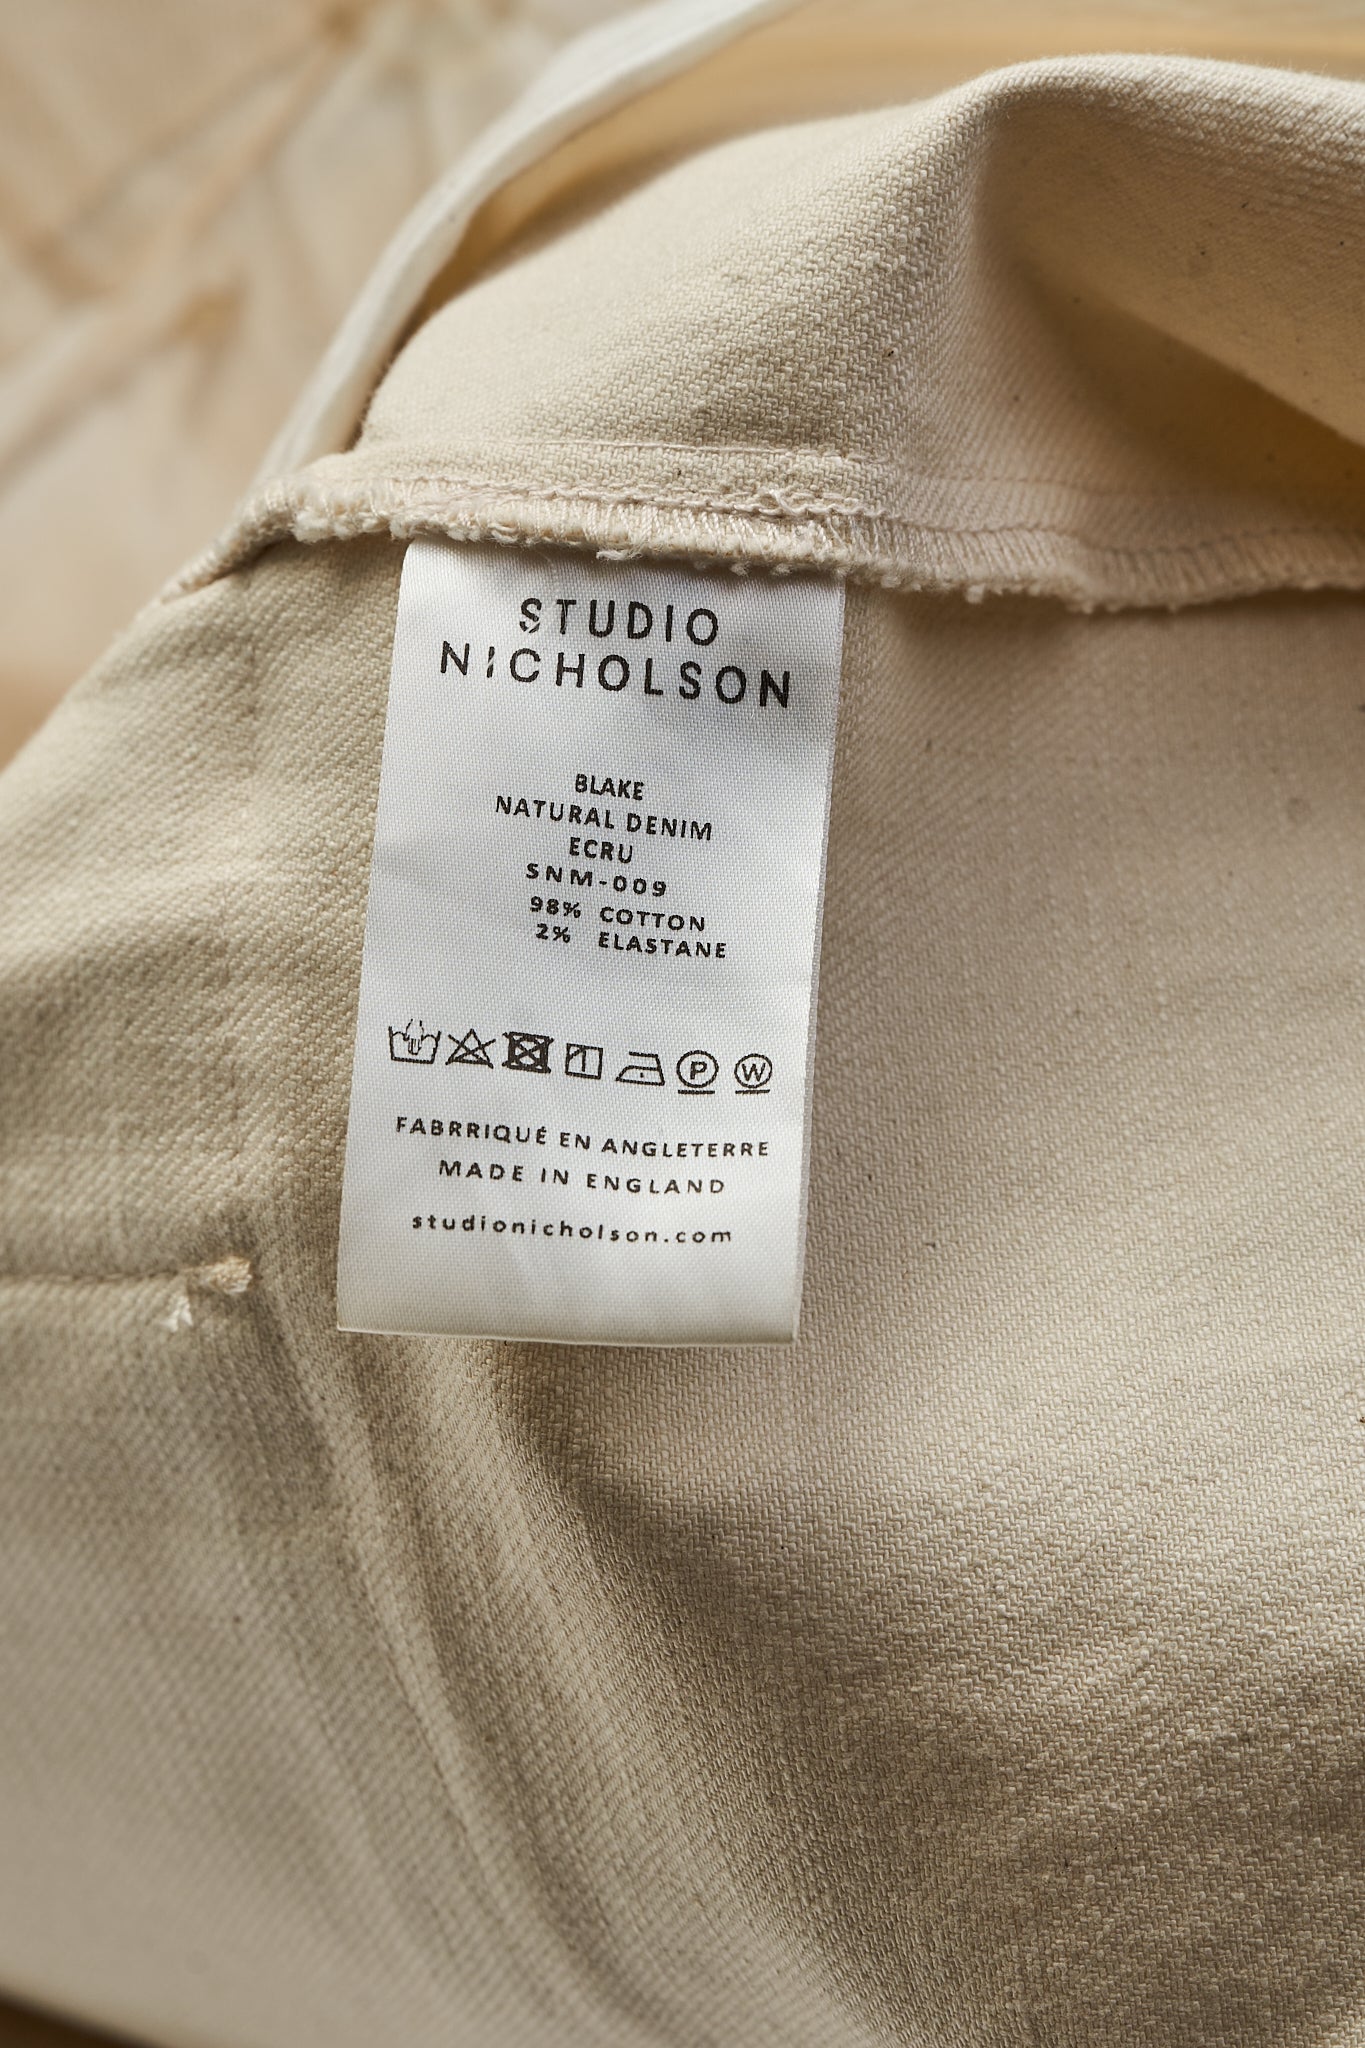 STUDIO
NICHOLSON
BLAKE
NATURAL DENIM
ECRU
SNM-009
98% COTTON
2% ELASTANE
P W
FABRRIQUÉ EN ANGLETERRE
MADE IN ENGLAND
studionicholson.com